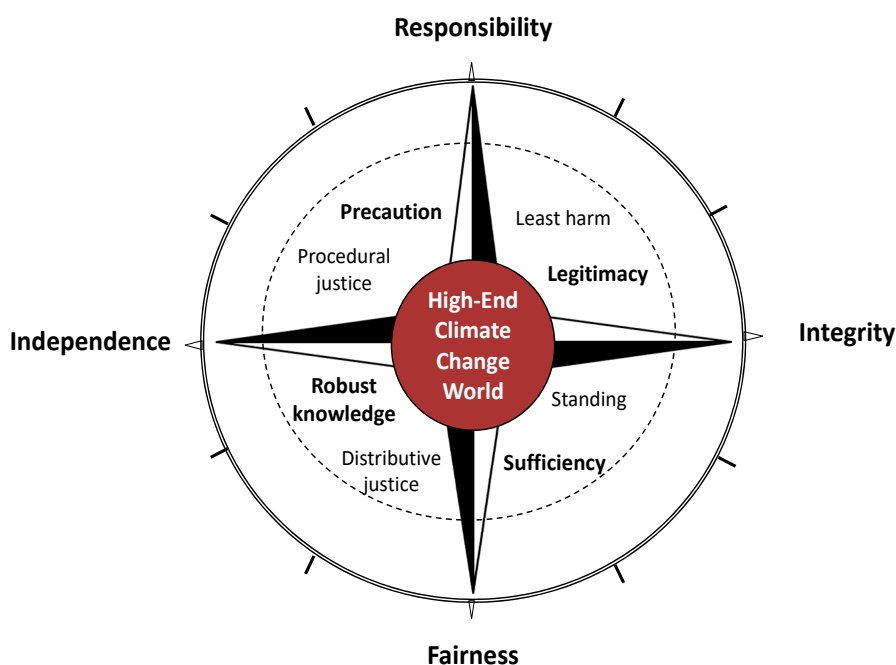 Responsibility
Precaution
Least harm
Procedural
justice
Legitimacy
High-End
Climate
Change
World
Independence
Integrity
Robust
knowledge
Standing
Distributive
justice
Sufficiency
Fairness